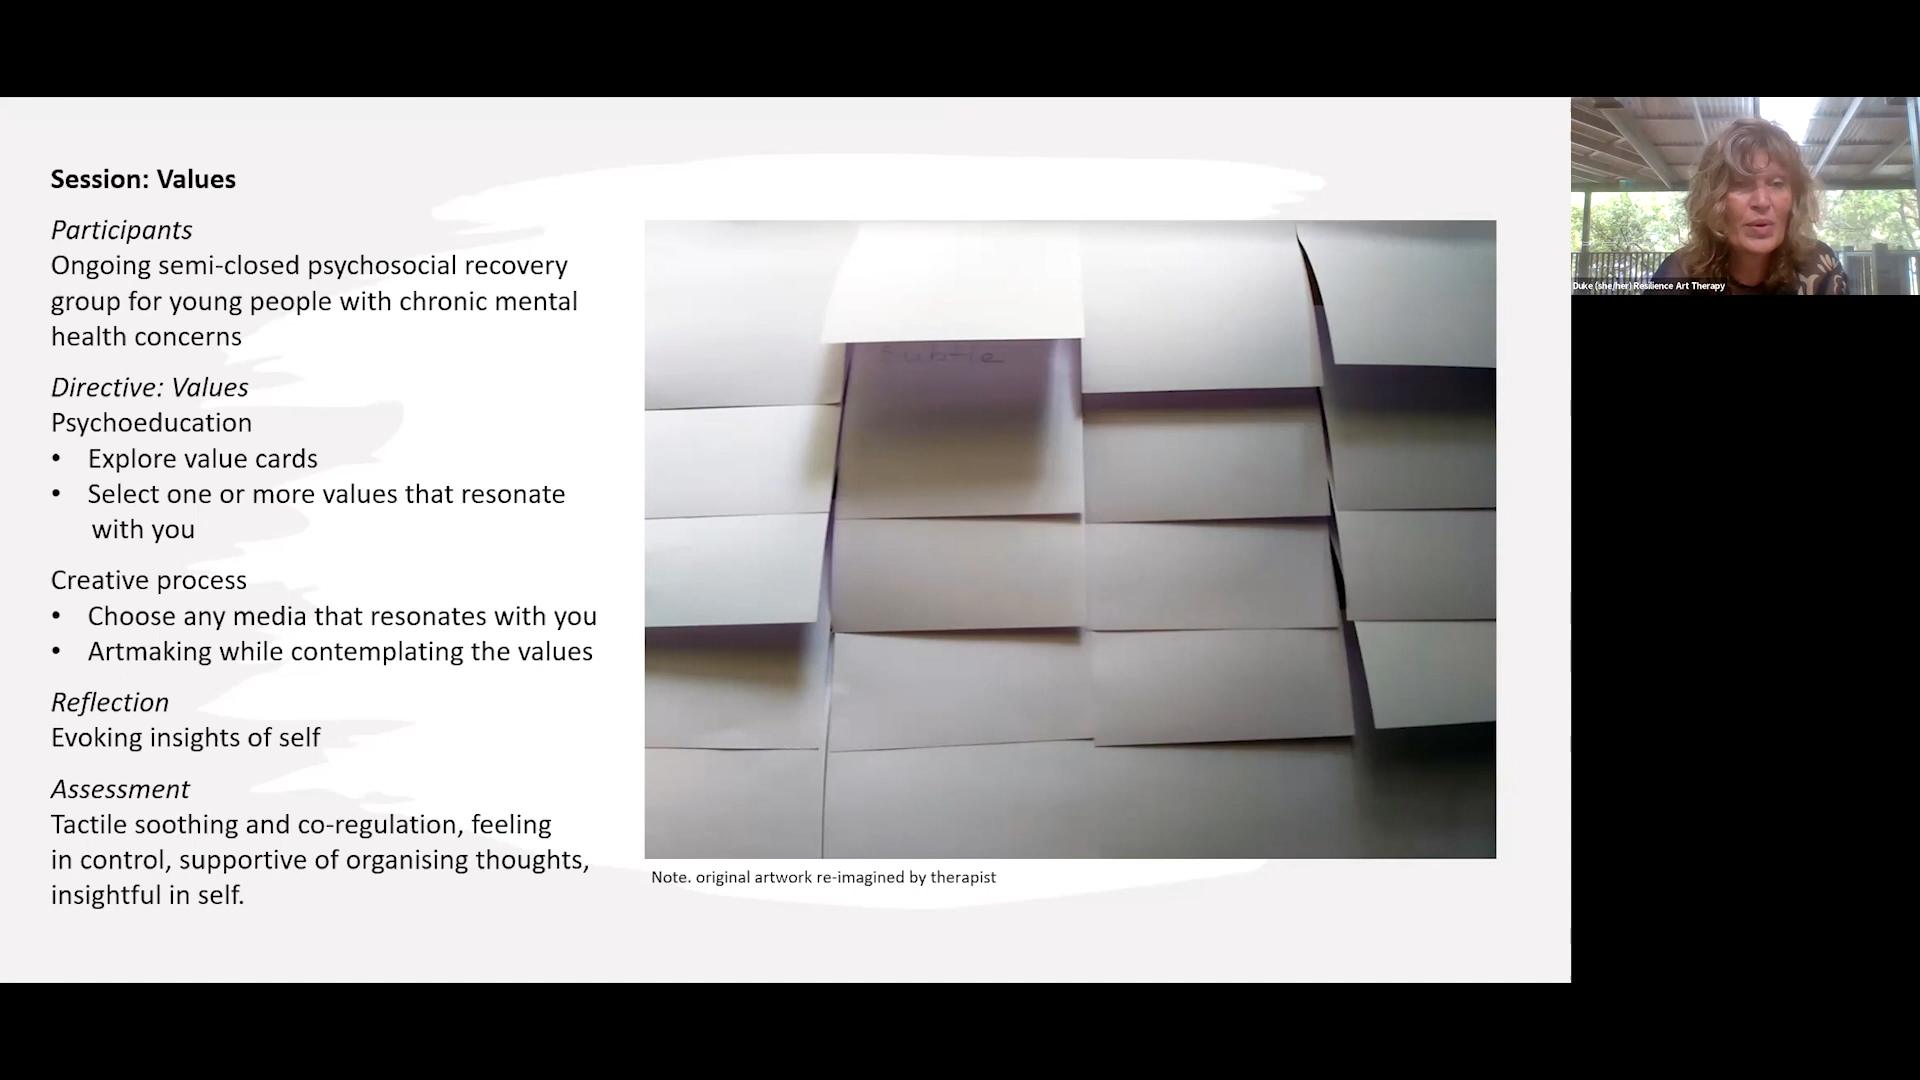 Session: Values
Participants
Ongoing semi-closed psychosocial recovery
group for young people with chronic mental
health concerns
Directive: Values
Psychoeducation
• Explore value cards
• Select one or more values that resonate
with you
Creative process
• Choose any media that resonates with you
• Artmaking while contemplating the values
Reflection
Evoking insights of self
Assessment
Tactile soothing and co-regulation, feeling
in control, supportive of organising thoughts,
insightful in self.
Subtle
Note. original artwork re-imagined by therapist
Duke (she/her) Resilience Art Therapy